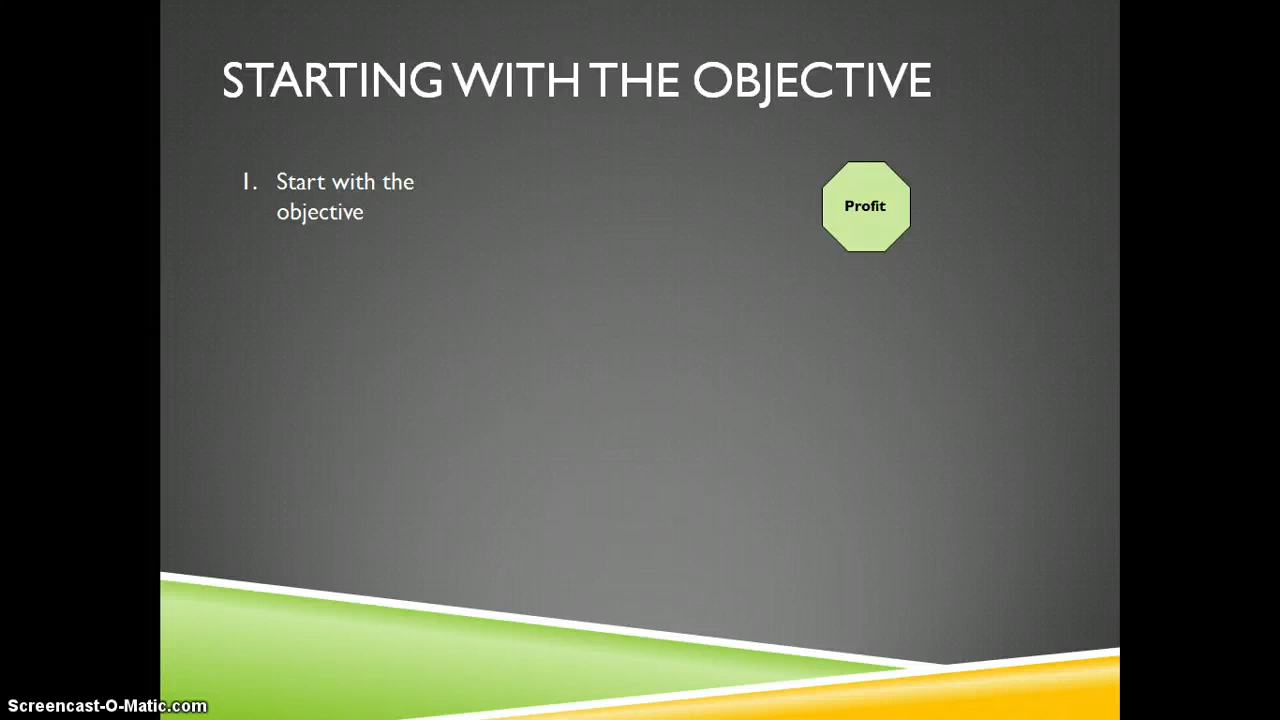 STARTING WITH THE OBJECTIVE
1. Start with the
objective
Profit
Screencast-O-Matic.com